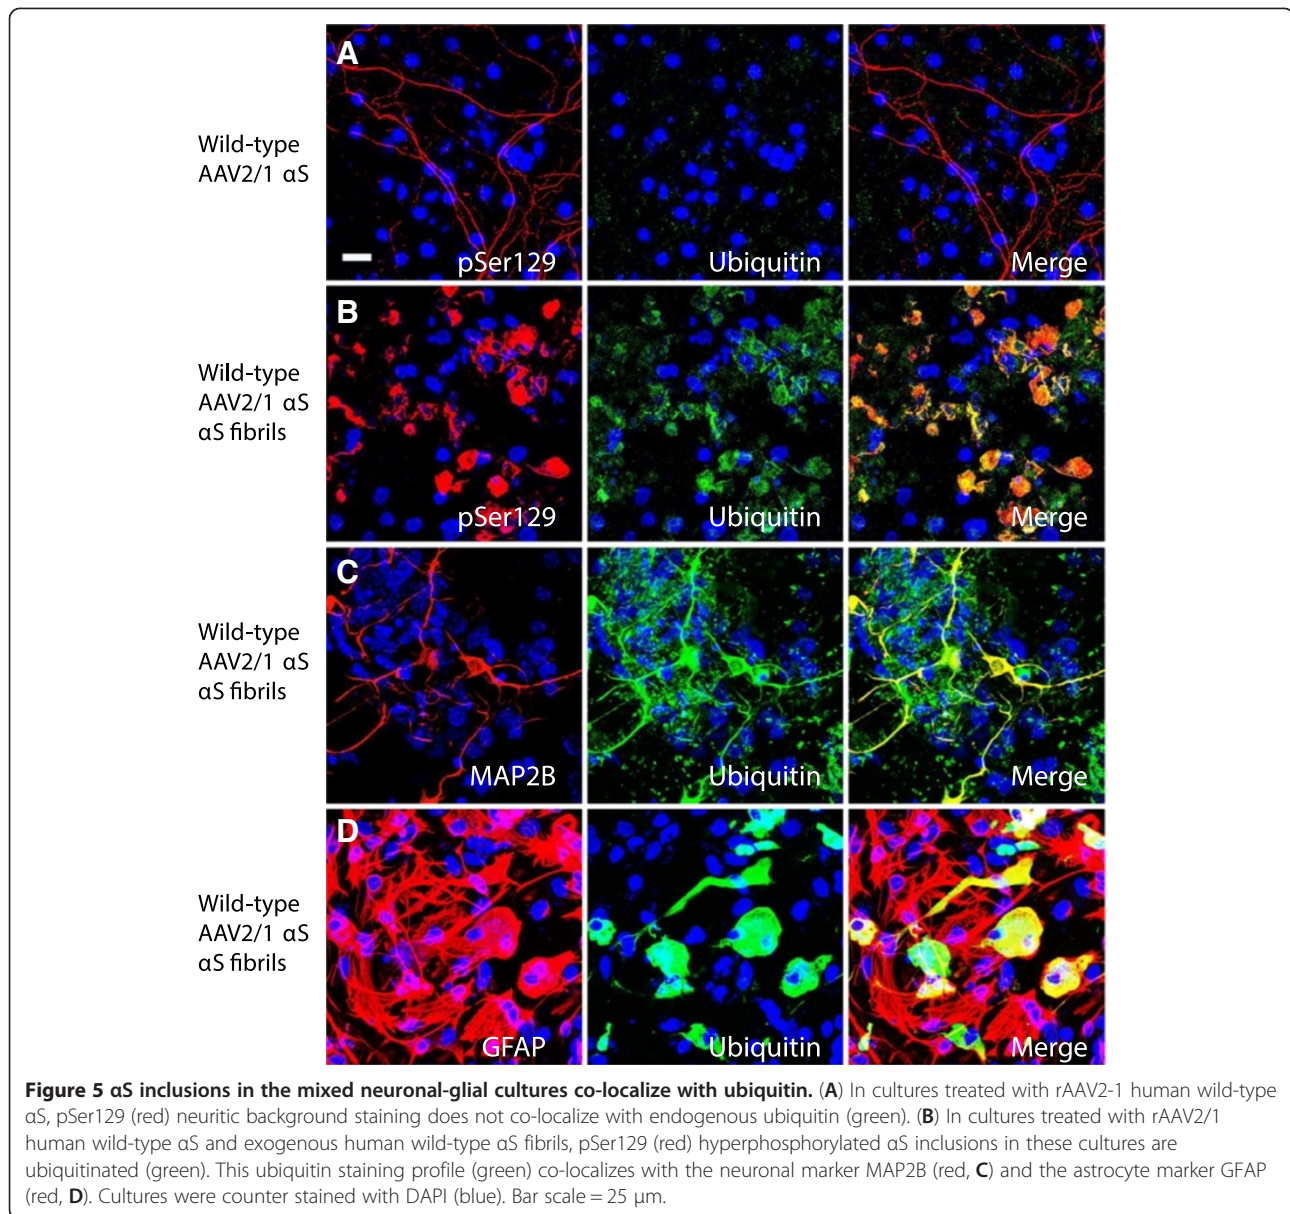 A
Wild-type
AAV2/1 αS
pSer129
Ubiquitin
Merge
B
Wild-type
AAV2/1 αS
αS fibrils
pSer129
Ubiquitin
Merge
C
Wild-type
AAV2/1 αS
αS fibrils
MAP2B
Ubiquitin
Merge
D
Wild-type
AAV2/1 αS
αS fibrils
GFAP
Ubiquitin
Merge
Figure 5 αS inclusions in the mixed neuronal-glial cultures co-localize with ubiquitin. (A) In cultures treated with rAAV2-1 human wild-type
αS, pSer129 (red) neuritic background staining does not co-localize with endogenous ubiquitin (green). (B) In cultures treated with rAAV2/1
human wild-type αS and exogenous human wild-type αS fibrils, pSer129 (red) hyperphosphorylated αS inclusions in these cultures are
ubiquitinated (green). This ubiquitin staining profile (green) co-localizes with the neuronal marker MAP2B (red, C) and the astrocyte marker GFAP
(red, D). Cultures were counter stained with DAPI (blue). Bar scale = 25 μm.